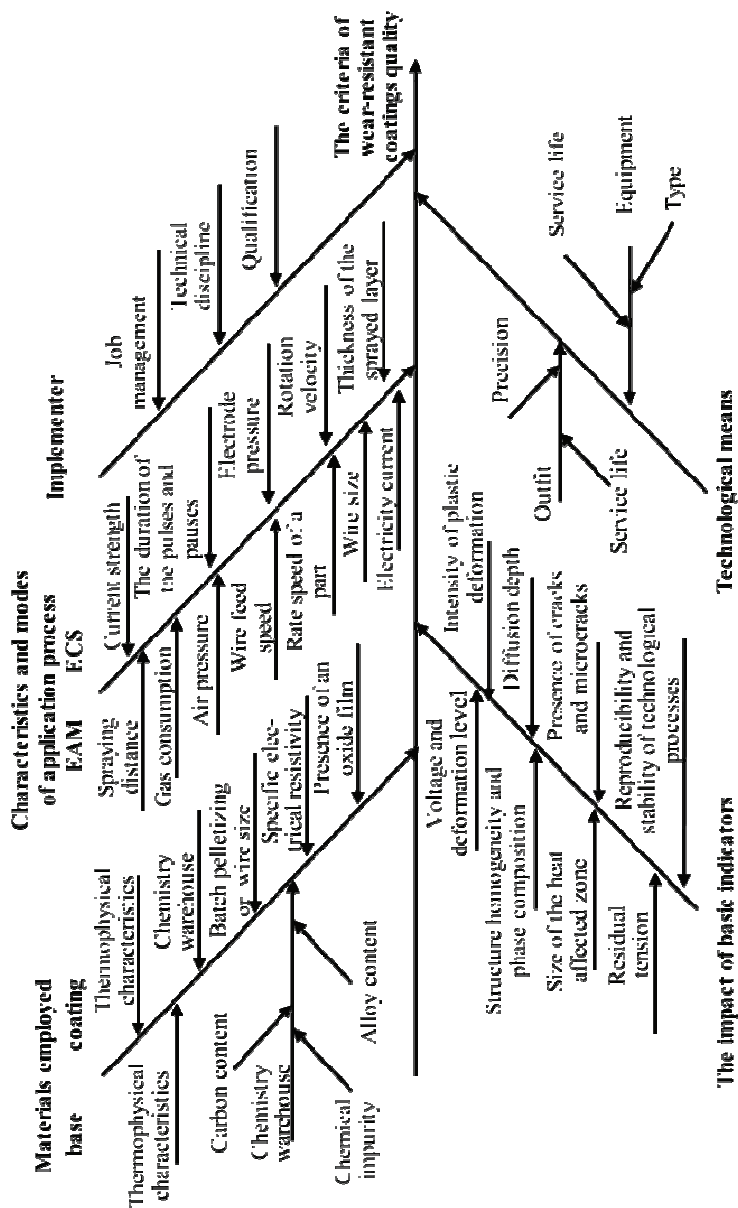 Materials employed
base coating
Characteristics and modes
of application process
EAM ECS
Implementer
Thermophysical
characteristics
Thermophysical
characteristics
Chemistry
warehouse
Batch pelletizing
or wire size
Specific elec-
trical resistivity
Presence of an
oxide film
Carbon content
Chemistry
warehouse
Chemical
impurity
Alloy content
Spraying
distance
Gas consumption
Air pressure
Wire feed
speed
Rate speed of a
part
Wire size
Electricity current
Current strength
The duration of
the pulses and
pauses
Electrode
pressure
Rotation
velocity
Thickness of the
sprayed layer
Job
management
Technical
discipline
Qualification
The criteria of
wear-resistant
coatings quality
Voltage and
deformation level
Structure homogeneity and
phase composition
Size of the heat
affected zone
Residual
tension
Intensity of plastic
deformation
Diffusion depth
Presence of cracks
and microcracks
Reproducibility and
stability of technological
processes
The impact of basic indicators
Precision
Outfit
Service life
Service life
Equipment
Type
Technological means